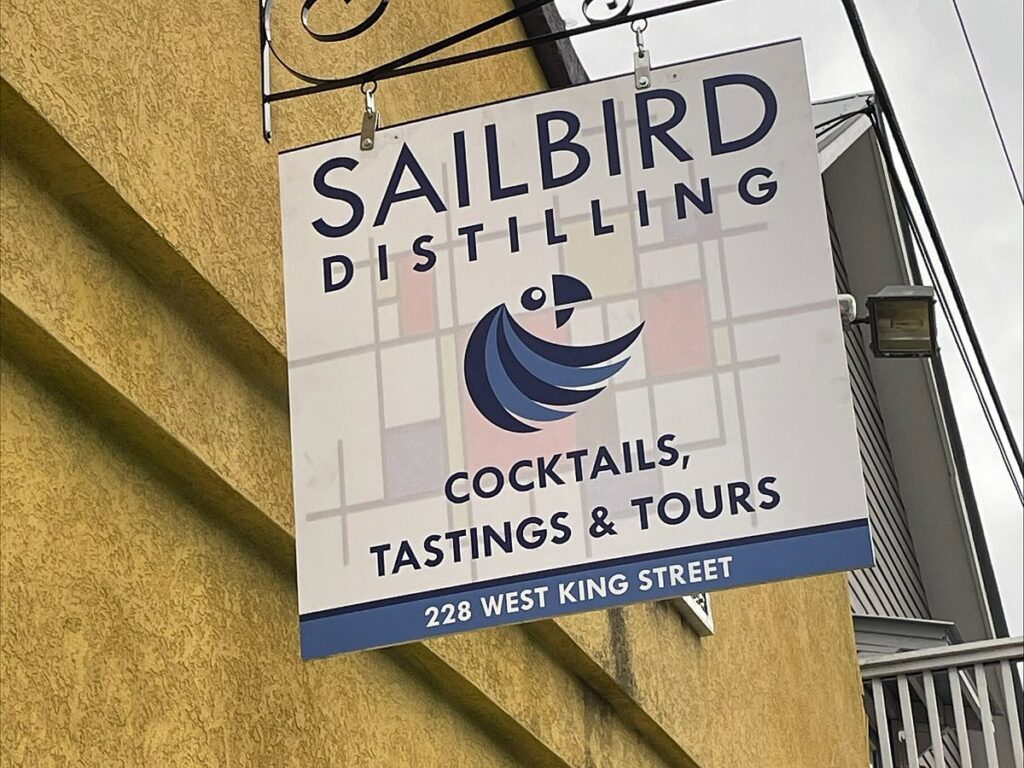 SAILBIRD
DISTILLING
COCKTAILS,
TASTINGS & TOURS
228 WEST KING STREET